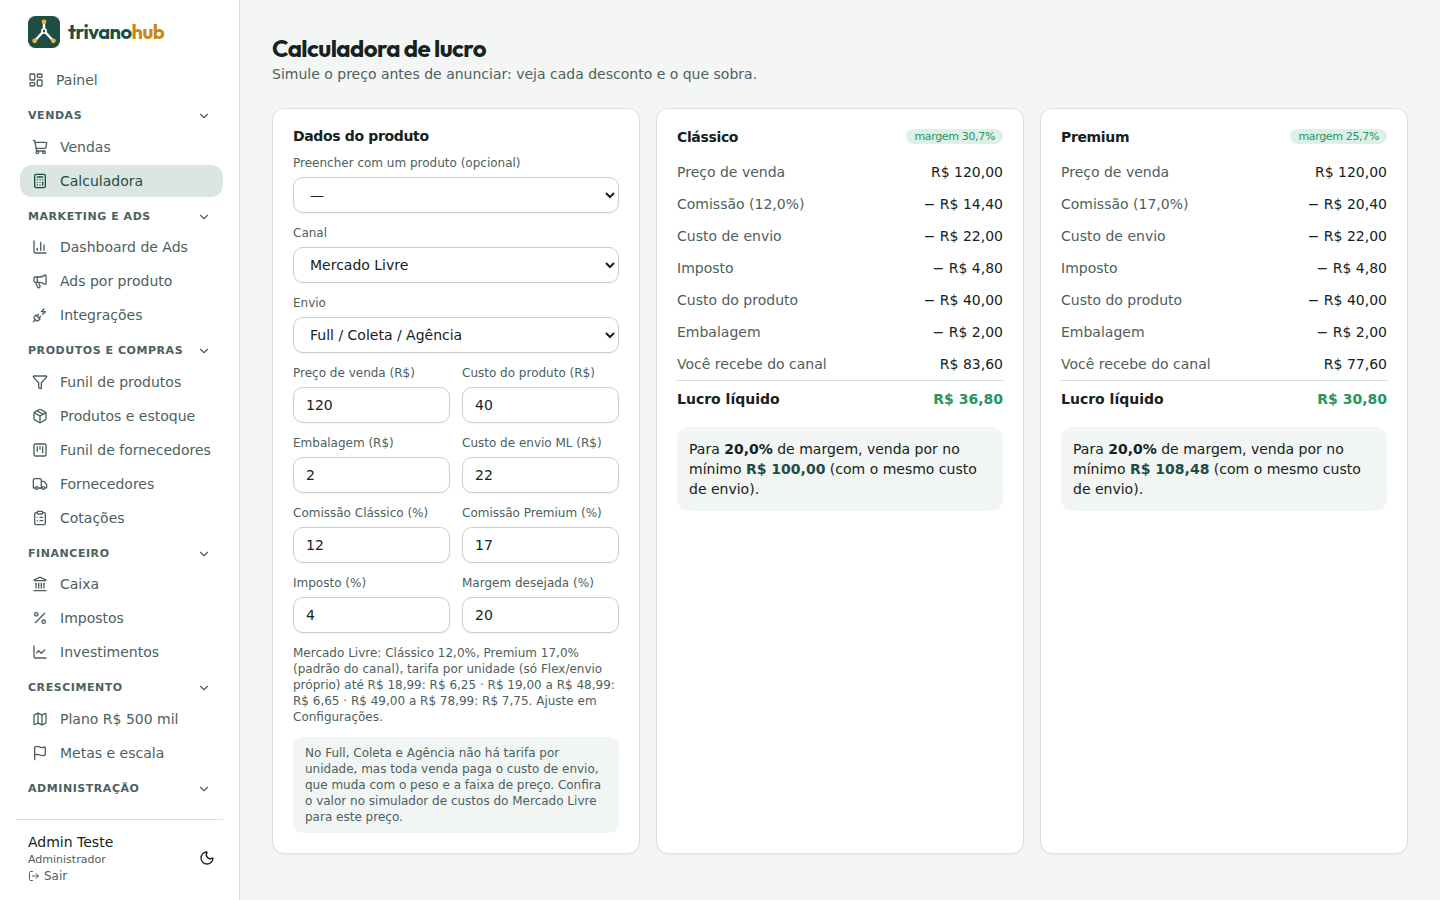 trivanohub
Painel
VENDAS
Vendas
Calculadora
MARKETING E ADS
Dashboard de Ads
Ads por produto
Integrações
PRODUTOS E COMPRAS
Funil de produtos
Produtos e estoque
Funil de fornecedores
Fornecedores
Cotações
FINANCEIRO
Caixa
Impostos
Investimentos
CRESCIMENTO
Plano R$ 500 mil
Metas e escala
ADMINISTRAÇÃO
Admin Teste
Administrador
Sair
Calculadora de lucro
Simule o preço antes de anunciar: veja cada desconto e o que sobra.
Dados do produto
Preencher com um produto (opcional)
—
Canal
Mercado Livre
Envio
Full / Coleta / Agência
Preço de venda (R$) Custo do produto (R$)
120 40
Embalagem (R$) Custo de envio ML (R$)
2 22
Comissão Clássico (%) Comissão Premium (%)
12 17
Imposto (%) Margem desejada (%)
4 20
Mercado Livre: Clássico 12,0%, Premium 17,0%
(padrão do canal), tarifa por unidade (só Flex/envio
próprio) até R$ 18,99: R$ 6,25 · R$ 19,00 a R$ 48,99:
R$ 6,65 · R$ 49,00 a R$ 78,99: R$ 7,75. Ajuste em
Configurações.
No Full, Coleta e Agência não há tarifa por
unidade, mas toda venda paga o custo de envio,
que muda com o peso e a faixa de preço. Confira
o valor no simulador de custos do Mercado Livre
para este preço.
Clássico margem 30,7%
Preço de venda R$ 120,00
Comissão (12,0%) − R$ 14,40
Custo de envio − R$ 22,00
Imposto − R$ 4,80
Custo do produto − R$ 40,00
Embalagem − R$ 2,00
Você recebe do canal R$ 83,60
Lucro líquido R$ 36,80
Para 20,0% de margem, venda por no
mínimo R$ 100,00 (com o mesmo custo
de envio).
Premium margem 25,7%
Preço de venda R$ 120,00
Comissão (17,0%) − R$ 20,40
Custo de envio − R$ 22,00
Imposto − R$ 4,80
Custo do produto − R$ 40,00
Embalagem − R$ 2,00
Você recebe do canal R$ 77,60
Lucro líquido R$ 30,80
Para 20,0% de margem, venda por no
mínimo R$ 108,48 (com o mesmo custo
de envio).